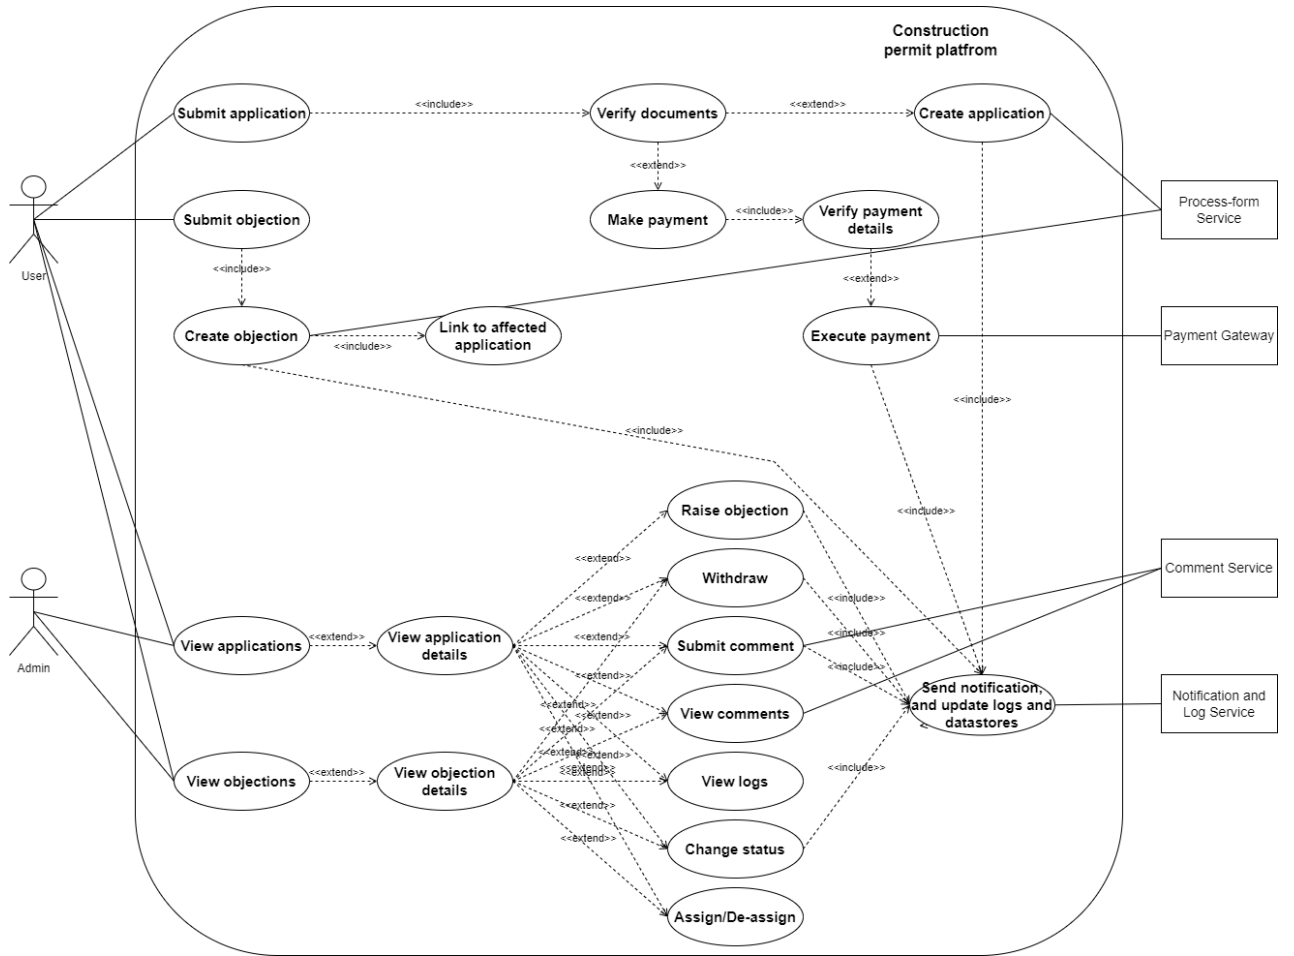 Construction
permit platfrom
Submit application
<<include>>
Verify documents
<<extend>>
Create application
<<extend>>
Submit objection
Make payment
<<include>>
Verify payment
details
Process-form
Service
User
<<include>>
<<extend>>
Create objection
<<include>>
Link to affected
application
Execute payment
Payment Gateway
<<include>>
<<include>>
<<include>>
Raise objection
<<extend>>
Withdraw
<<extend>>
<<include>>
Comment Service
Admin
View applications
<<extend>>
View application
details
<<extend>>
Submit comment
<<include>>
<<include>>
<<extend>>
View comments
<<extend>>
<<extend>>
<<extend>>
Send notification,
and update logs and
datastores
Notification and
Log Service
View objections
<<extend>>
View objection
details
<<extend>>
<<extend>>
<<extend>>
View logs
<<include>>
<<extend>>
Change status
<<extend>>
Assign/De-assign